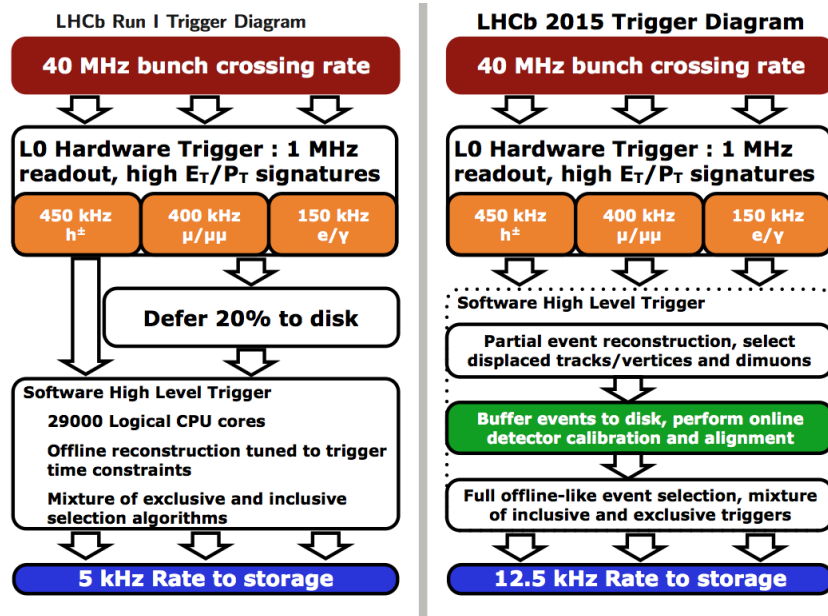 LHCb Run I Trigger Diagram
40 MHz bunch crossing rate
L0 Hardware Trigger : 1 MHz
readout, high E_T/P_T signatures
450 kHz
h±
400 kHz
μ/μμ
150 kHz
e/γ
Defer 20% to disk
Software High Level Trigger
29000 Logical CPU cores
Offline reconstruction tuned to trigger
time constraints
Mixture of exclusive and inclusive
selection algorithms
5 kHz Rate to storage
LHCb 2015 Trigger Diagram
40 MHz bunch crossing rate
L0 Hardware Trigger : 1 MHz
readout, high E_T/P_T signatures
450 kHz
h±
400 kHz
μ/μμ
150 kHz
e/γ
Software High Level Trigger
Partial event reconstruction, select
displaced tracks/vertices and dimuons
Buffer events to disk, perform online
detector calibration and alignment
Full offline-like event selection, mixture
of inclusive and exclusive triggers
12.5 kHz Rate to storage